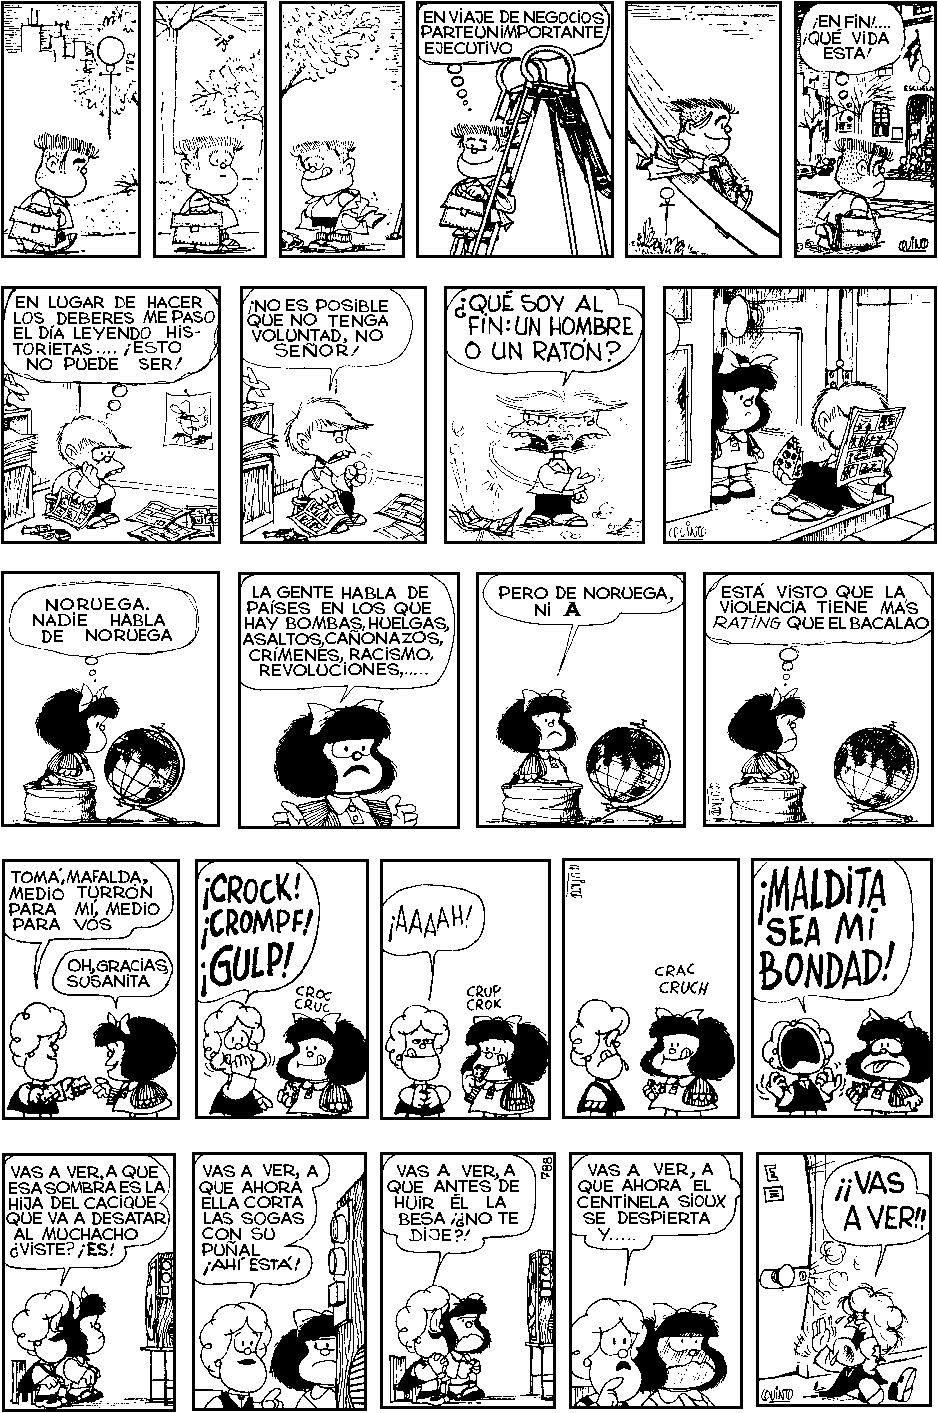 782
EN VIAJE DE NEGOCIOS
PARTE UN IMPORTANTE
EJECUTIVO
¡EN FIN!....
¡QUÉ VIDA
ESTA!
ESCUELA
QUINO
EN LUGAR DE HACER
LOS DEBERES ME PASO
EL DÍA LEYENDO HIS-
TORIETAS.... ¡ESTO
NO PUEDE SER!
¡NO ES POSIBLE
QUE NO TENGA
VOLUNTAD, NO
SEÑOR!
¿QUÉ SOY AL
FIN: UN HOMBRE
O UN RATÓN?
QUINO
NORUEGA.
NADIE HABLA
DE NORUEGA
LA GENTE HABLA DE
PAÍSES EN LOS QUE
HAY BOMBAS, HUELGAS,
ASALTOS, CAÑONAZOS,
CRÍMENES, RACISMO,
REVOLUCIONES,.....
PERO DE NORUEGA,
NI A
ESTÁ VISTO QUE LA
VIOLENCIA TIENE MÁS
RATING QUE EL BACALAO
QUINO
TOMÁ, MAFALDA,
MEDIO TURRÓN
PARA MÍ, MEDIO
PARA VOS
OH, GRACIAS,
SUSANITA
¡CROCK!
¡CROMPF!
¡GULP!
CROC
CRUC
¡AAAAH!
CRUP
CROK
QUINO
CRAC
CRUCH
¡MALDITA
SEA MI
BONDAD!
VAS A VER, A QUE
ESA SOMBRA ES LA
HIJA DEL CACIQUE
QUE VA A DESATAR
AL MUCHACHO
¿VISTE? ¡ES!
VAS A VER, A
QUE AHORA
ELLA CORTA
LAS SOGAS
CON SU
PUÑAL
¡AHÍ ESTÁ!
VAS A VER, A
QUE ANTES DE
HUIR ÉL LA
BESA ¡¿NO TE
DIJE?!
788
VAS A VER, A
QUE AHORA EL
CENTINELA SIOUX
SE DESPIERTA
Y.....
¡¡VAS
A VER!!
QUINO